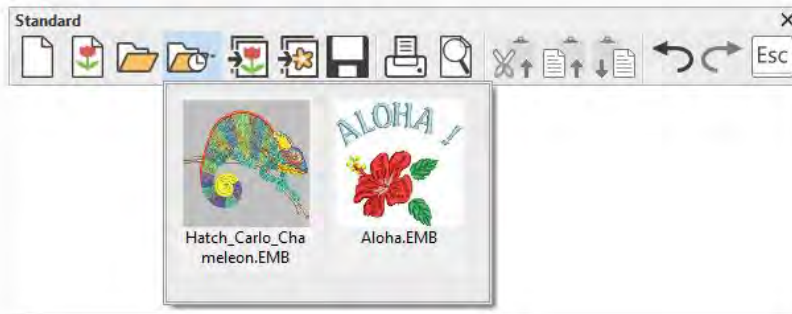 Standard
Esc
ALOHA !
Hatch_Carlo_Cha
meleon.EMB
Aloha.EMB